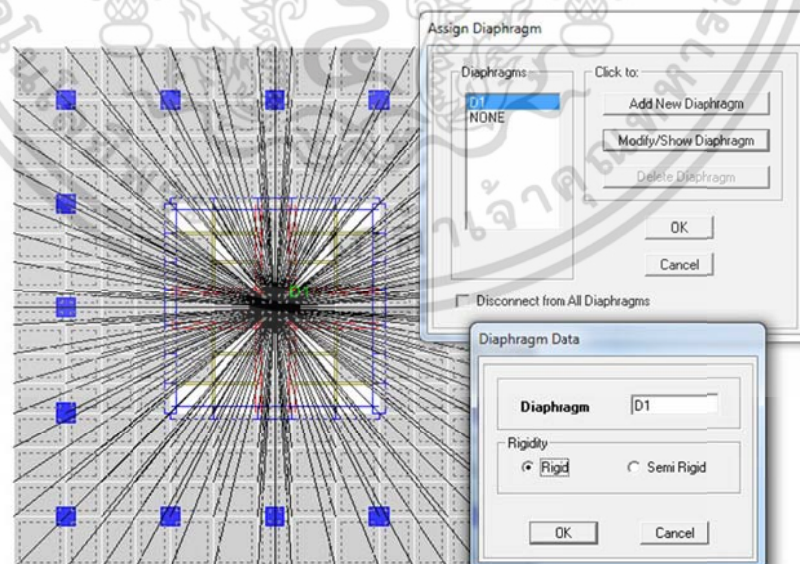 Assign Diaphragm
Diaphragms
D1
NONE
Click to:
Add New Diaphragm
Modify/Show Diaphragm
Delete Diaphragm
OK
Cancel
Disconnect from All Diaphragms
D1
Diaphragm Data
Diaphragm
D1
Rigidity
Rigid
Semi Rigid
OK
Cancel